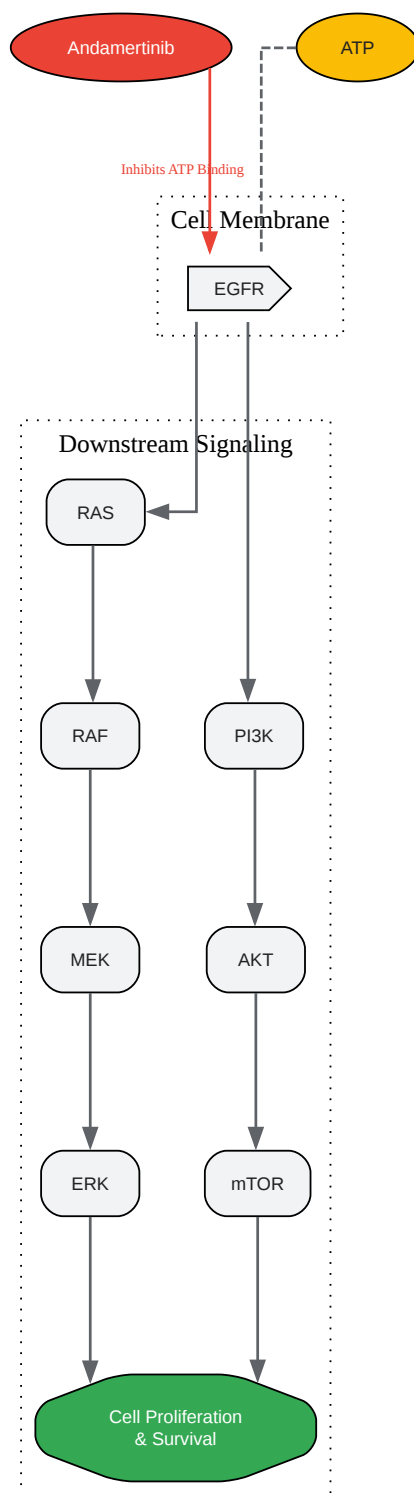 Andamertinib
ATP
Inhibits ATP Binding
Cell Membrane
EGFR
Downstream Signaling
RAS
RAF
PI3K
MEK
AKT
ERK
mTOR
Cell Proliferation
& Survival